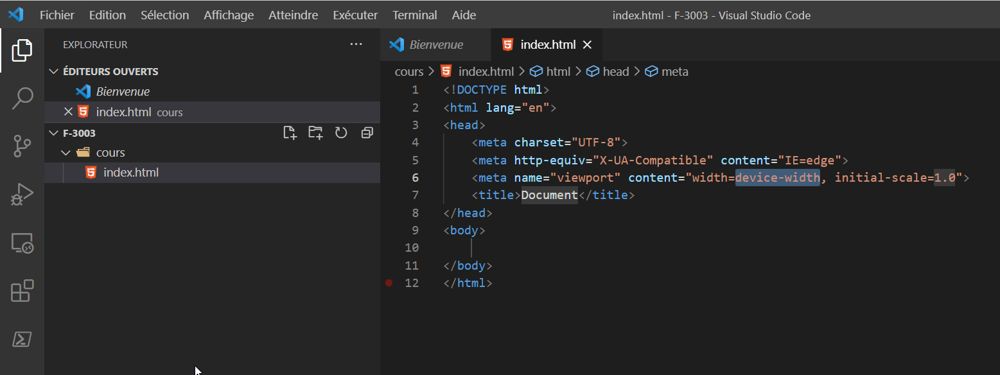 Fichier Edition Sélection Affichage Atteindre Exécuter Terminal Aide index.html - F-3003 - Visual Studio Code
EXPLORATEUR ···
ÉDITEURS OUVERTS
Bienvenue
index.html cours
F-3003
cours
index.html
Bienvenue index.html
cours > index.html > html > head > meta
1 <!DOCTYPE html>
2 <html lang="en">
3 <head>
4 <meta charset="UTF-8">
5 <meta http-equiv="X-UA-Compatible" content="IE=edge">
6 <meta name="viewport" content="width=device-width, initial-scale=1.0">
7 <title>Document</title>
8 </head>
9 <body>
10
11 </body>
12 </html>